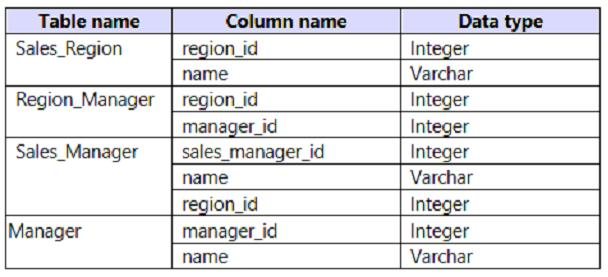 Table name Column name Data type
Sales_Region region_id Integer
name Varchar
Region_Manager region_id Integer
manager_id Integer
Sales_Manager sales_manager_id Integer
name Varchar
region_id Integer
Manager manager_id Integer
name Varchar